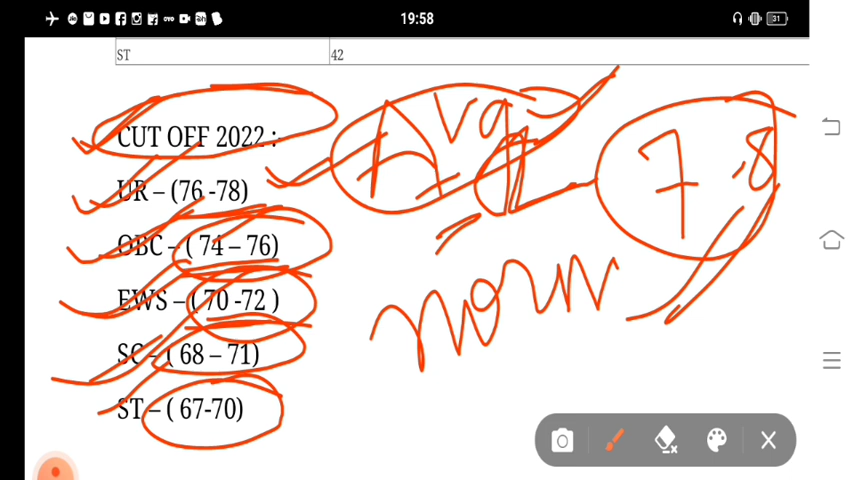 19:58
31
ST 42
CUT OFF 2022 :
Avg
7.8
UR – (76 -78)
OBC – ( 74 – 76)
EWS – ( 70 -72 )
norm
SC – ( 68 – 71)
ST – ( 67-70)